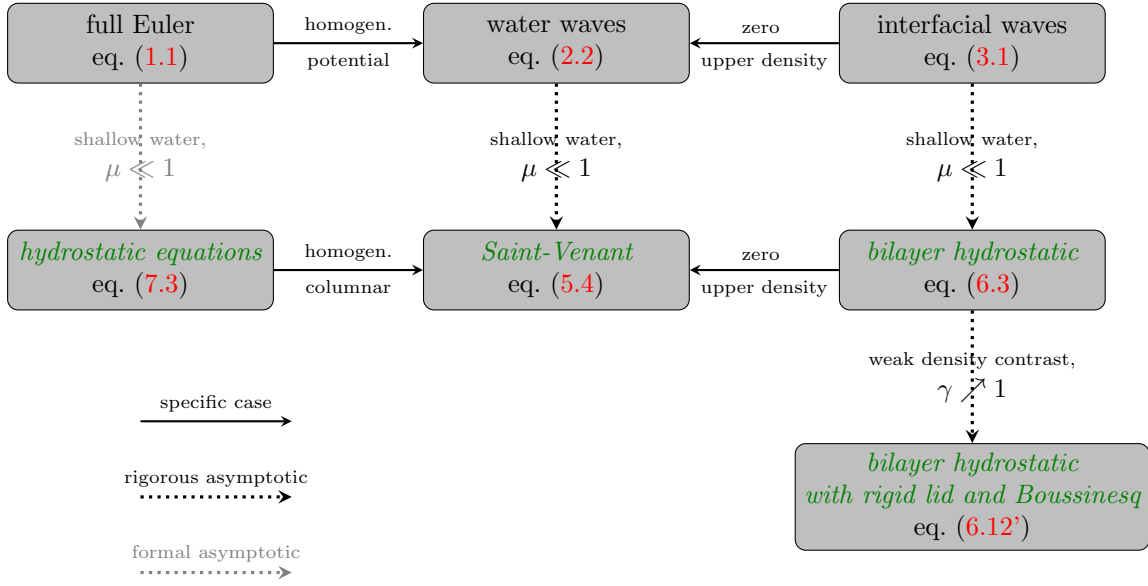 full Euler
eq. (1.1)
homogen.
potential
water waves
eq. (2.2)
zero
upper density
interfacial waves
eq. (3.1)
shallow water,
μ ≪ 1
shallow water,
μ ≪ 1
shallow water,
μ ≪ 1
hydrostatic equations
eq. (7.3)
homogen.
columnar
Saint-Venant
eq. (5.4)
zero
upper density
bilayer hydrostatic
eq. (6.3)
weak density contrast,
γ ↗ 1
specific case
rigorous asymptotic
formal asymptotic
bilayer hydrostatic
with rigid lid and Boussinesq
eq. (6.12')